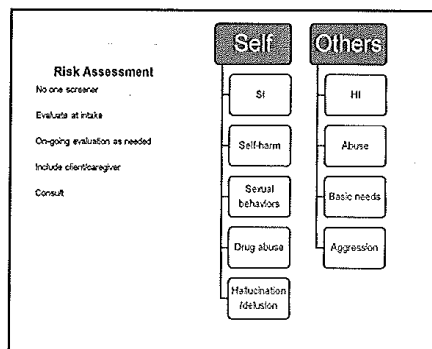 Risk Assessment
No one screener
Evaluate at intake
On-going evaluation as needed
Include client/caregiver
Consult
Self
SI
Self-harm
Sexual
behaviors
Drug abuse
Hallucination
/delusion
Others
HI
Abuse
Basic needs
Aggression